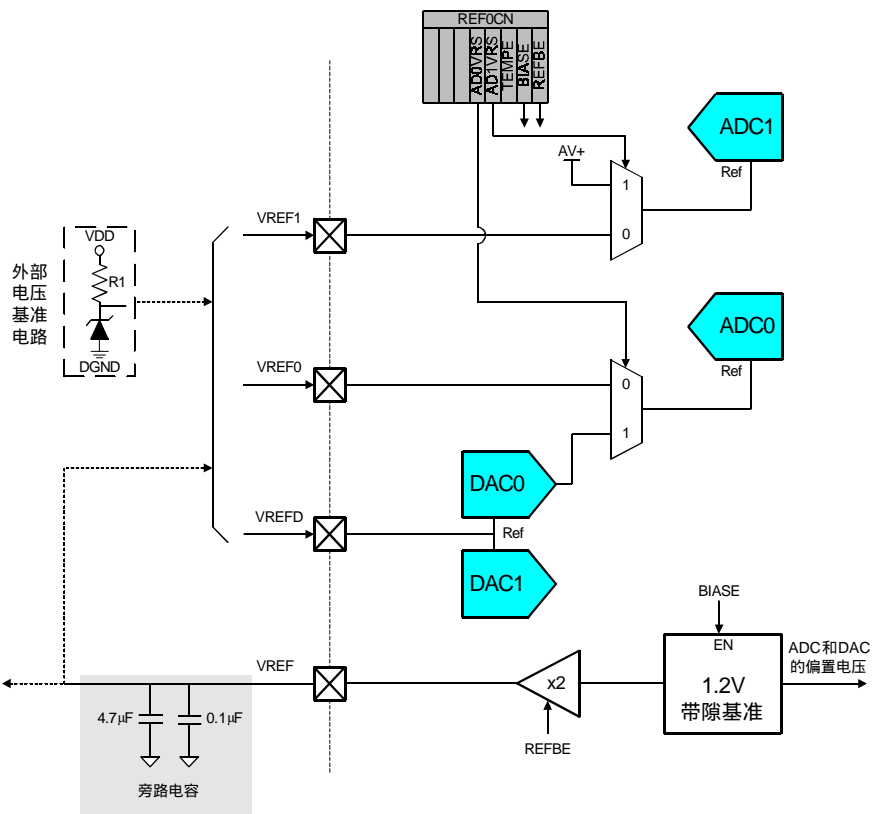 REF0CN
AD0VRS
AD1VRS
TEMPE
BIASE
REFBE
ADC1
Ref
AV+
1
0
VREF1
VDD
R1
DGND
外部
电压
基准
电路
ADC0
Ref
VREF0
0
1
DAC0
VREFD
Ref
DAC1
BIASE
EN
1.2V
带隙基准
ADC和DAC
的偏置电压
VREF
x2
REFBE
4.7μF
0.1μF
旁路电容